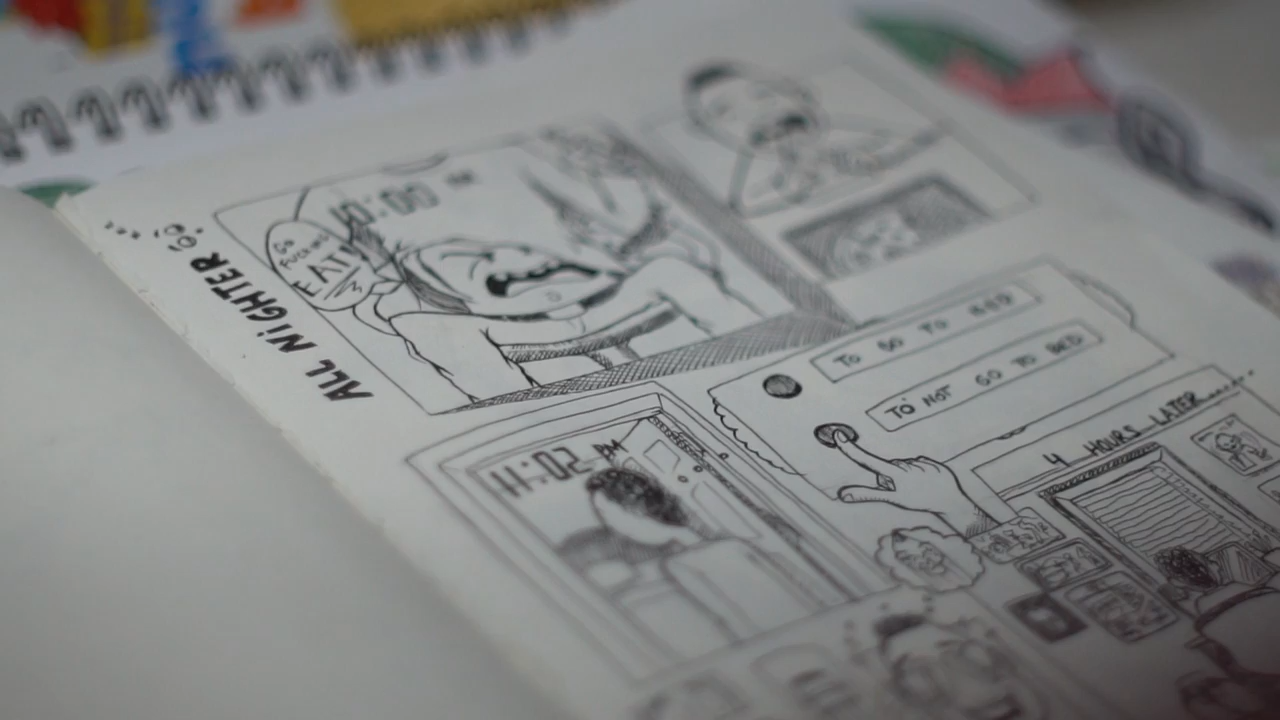 ALL NiGHTER
10:00
GO
FUCKING
EAT!
TO GO TO BED
TO NOT GO TO BED
11:02 PM
4 HOURS LATER....